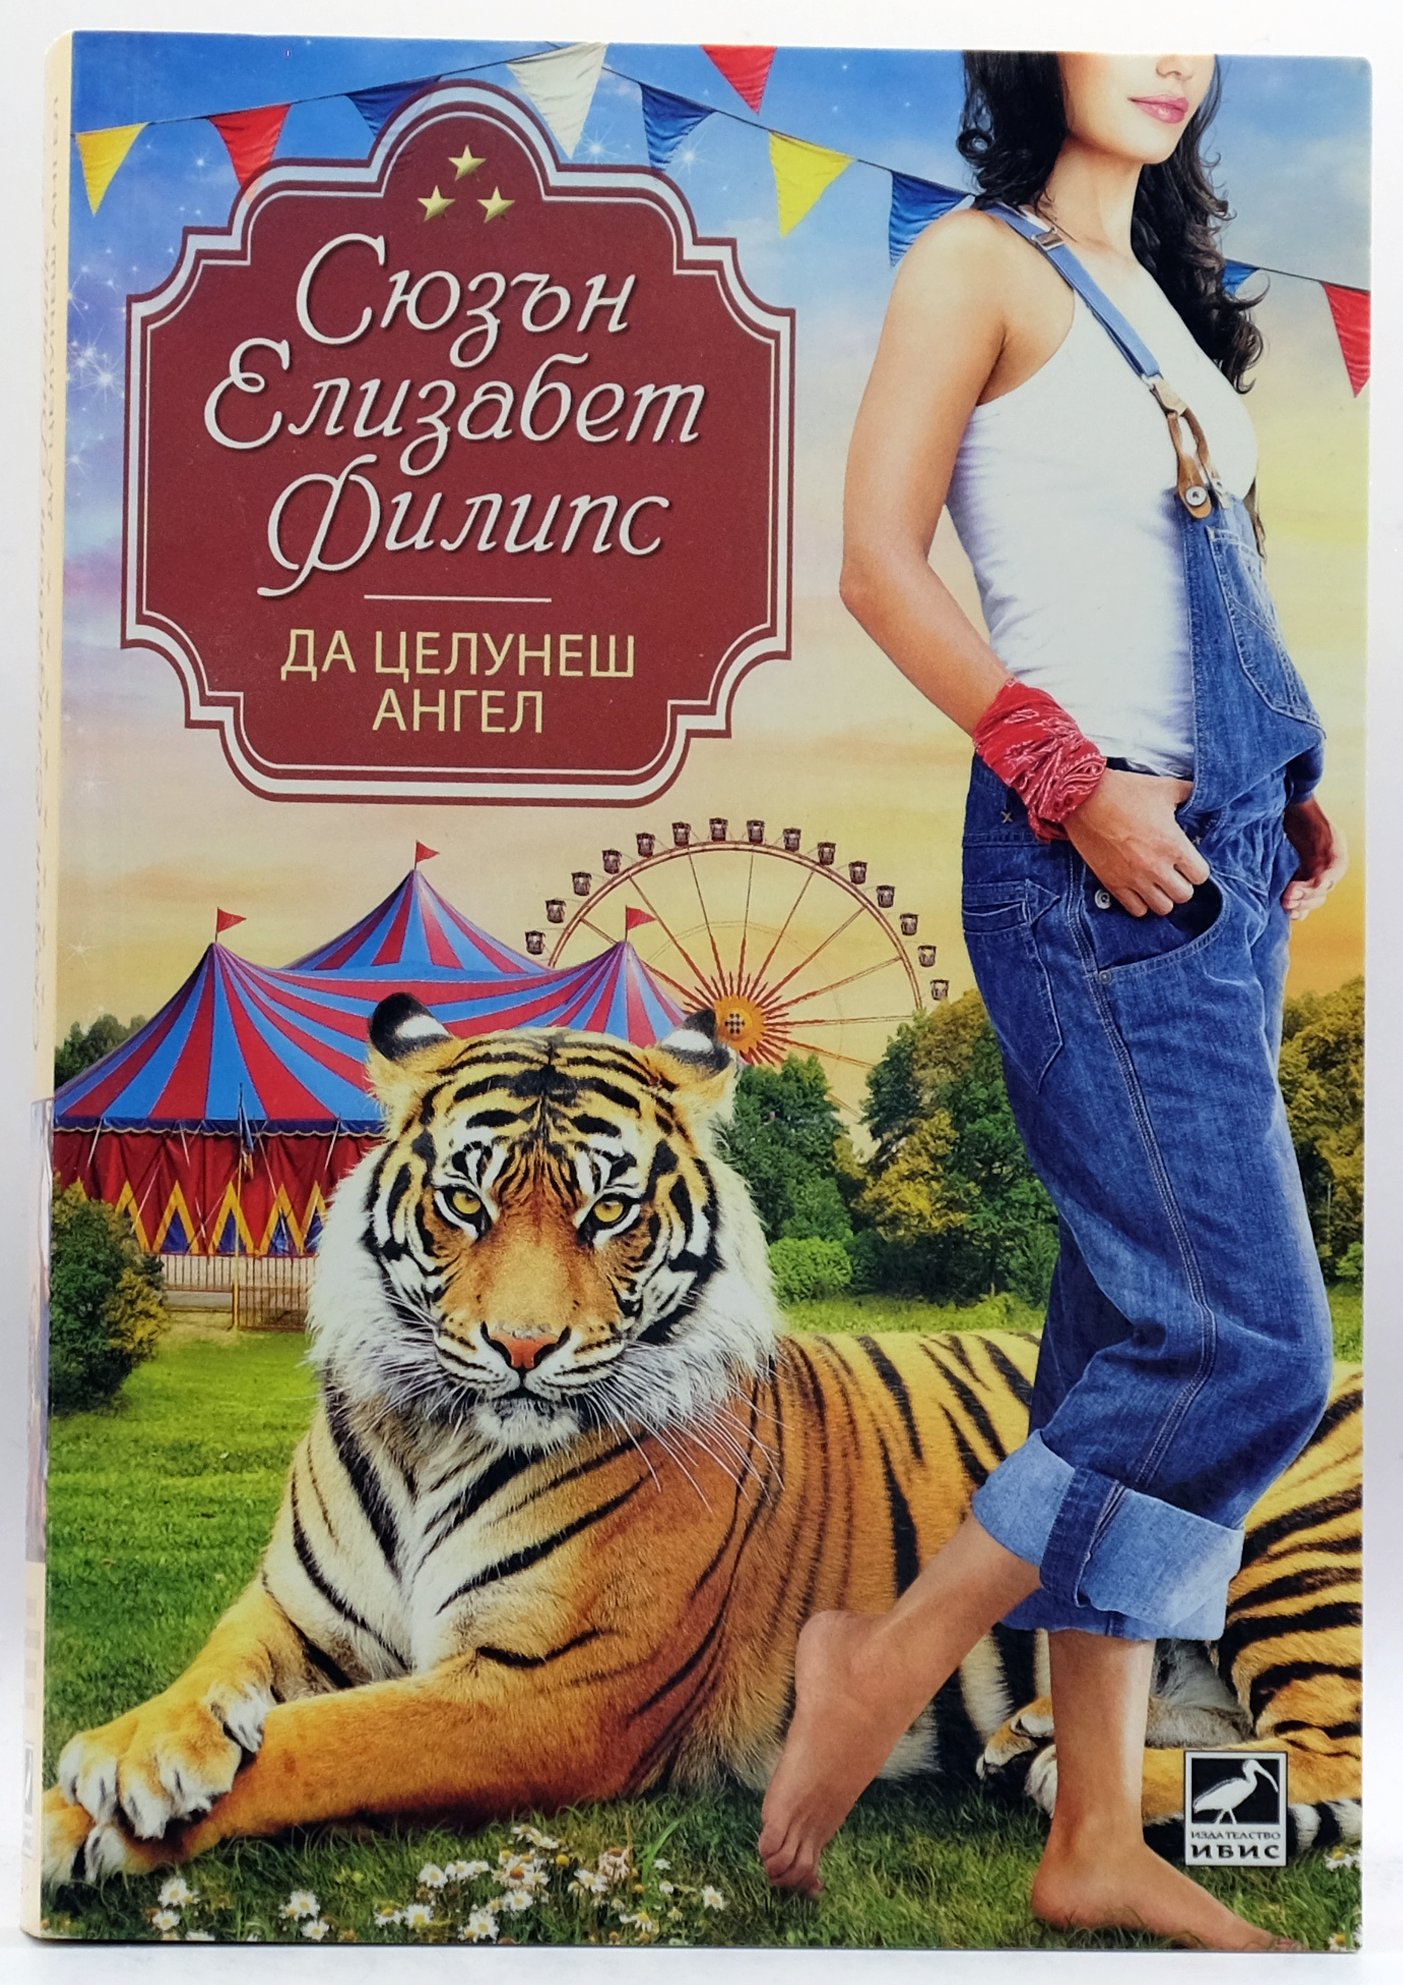 Сюзън
Елизабет
Филипс
ДА ЦЕЛУНЕШ
АНГЕЛ
ИЗДАТЕЛСТВО
ИБИС